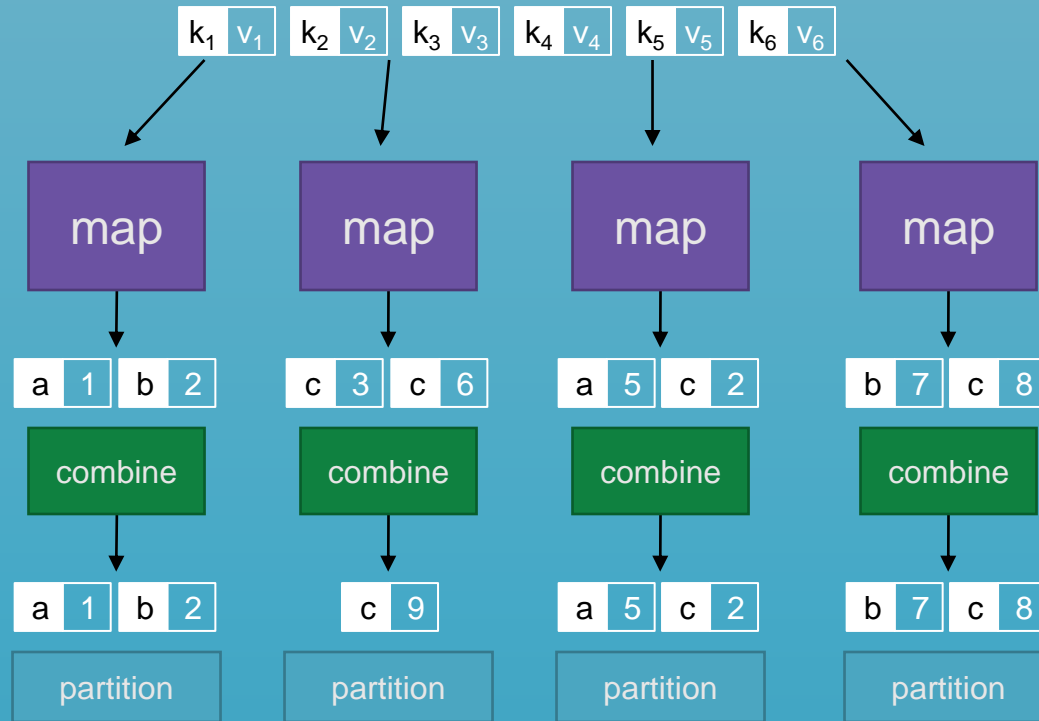 k₁ v₁ k₂ v₂ k₃ v₃ k₄ v₄ k₅ v₅ k₆ v₆
map map map map
a 1 b 2 c 3 c 6 a 5 c 2 b 7 c 8
combine combine combine combine
a 1 b 2 c 9 a 5 c 2 b 7 c 8
partition partition partition partition